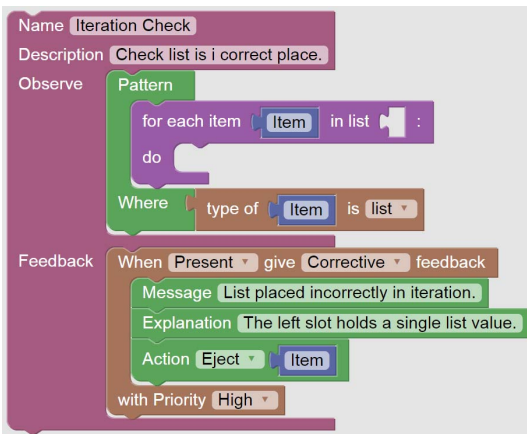 Name Iteration Check
Description Check list is i correct place.
Observe Pattern
for each item Item in list :
do
Where type of Item is list
Feedback When Present give Corrective feedback
Message List placed incorrectly in iteration.
Explanation The left slot holds a single list value.
Action Eject Item
with Priority High